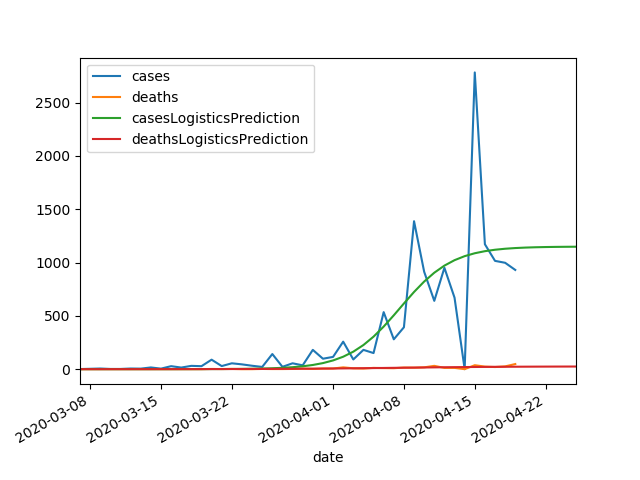 cases
deaths
casesLogisticsPrediction
deathsLogisticsPrediction
2500
2000
1500
1000
500
0
2020-03-08
2020-03-15
2020-03-22
2020-04-01
2020-04-08
2020-04-15
2020-04-22
date